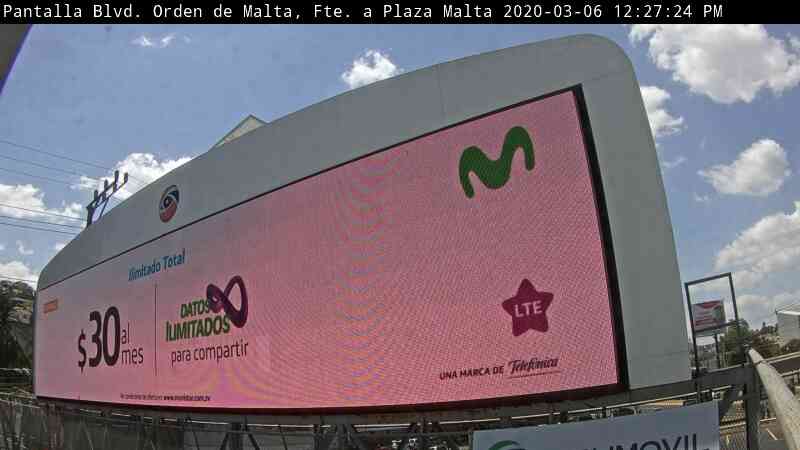 Pantalla Blvd. Orden de Malta, Fte. a Plaza Malta 2020-03-06 12:27:24 PM
Ilimitado Total
$30 al mes
DATOS ILIMITADOS
para compartir
LTE
UNA MARCA DE Telefónica